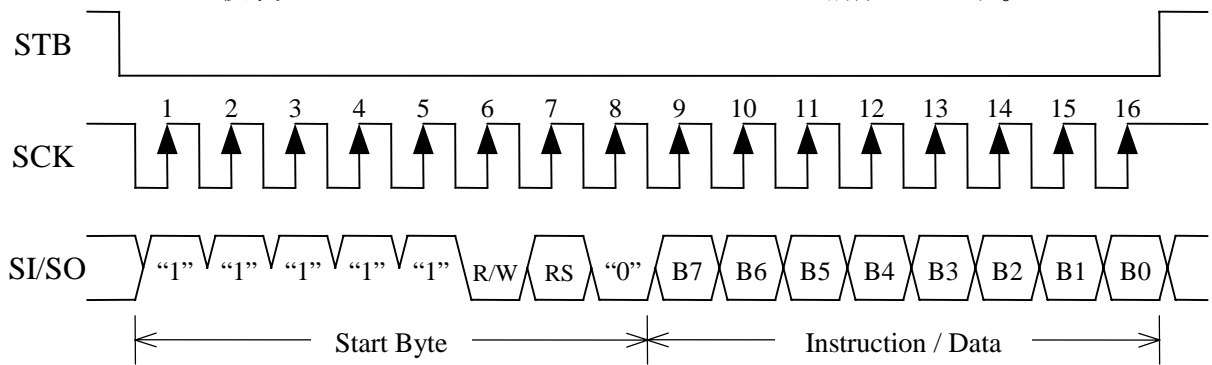 STB
1 2 3 4 5 6 7 8 9 10 11 12 13 14 15 16
SCK
SI/SO “1” “1” “1” “1” “1” R/W RS “0” B7 B6 B5 B4 B3 B2 B1 B0
Start Byte Instruction / Data